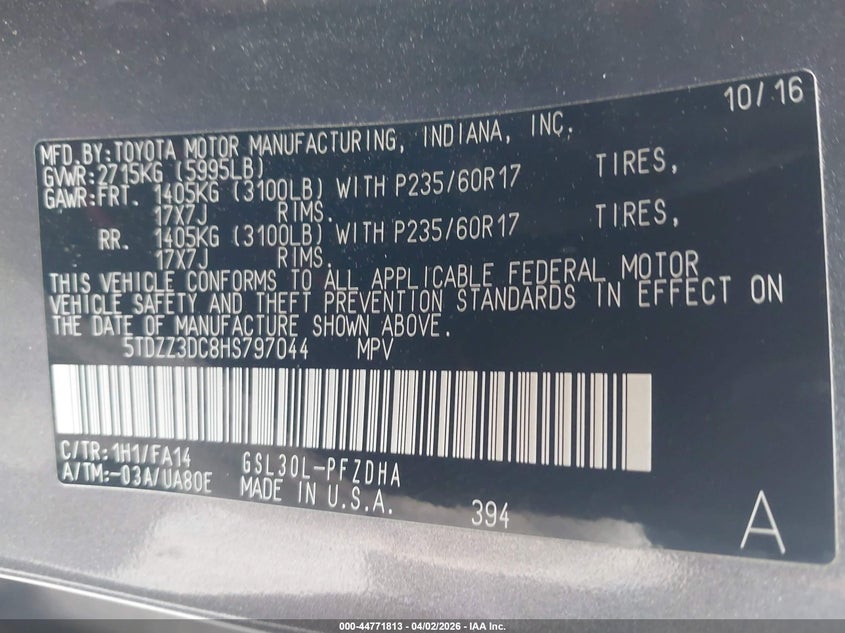 10/16
MFD.BY:TOYOTA MOTOR MANUFACTURING, INDIANA, INC.
GVWR:2715KG (5995LB)
GAWR:FRT. 1405KG (3100LB) WITH P235/60R17 TIRES,
17X7J RIMS.
RR. 1405KG (3100LB) WITH P235/60R17 TIRES,
17X7J RIMS.
THIS VEHICLE CONFORMS TO ALL APPLICABLE FEDERAL MOTOR
VEHICLE SAFETY AND THEFT PREVENTION STANDARDS IN EFFECT ON
THE DATE OF MANUFACTURE SHOWN ABOVE.
5TDZZ3DC8HS797044 MPV
C/TR:1H1/FA14 GSL30L-PFZDHA
A/TM:-03A/UA80E MADE IN U.S.A. 394
A
000-44771813 - 04/02/2026 - IAA Inc.